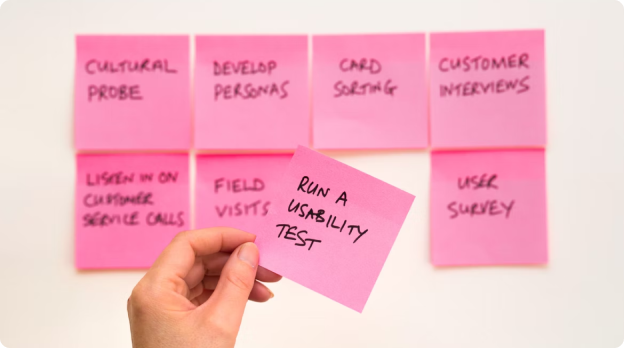 CULTURAL
PROBE
DEVELOP
PERSONAS
CARD
SORTING
CUSTOMER
INTERVIEWS
LISTEN IN ON
CUSTOMER
SERVICE CALLS
FIELD
VISITS
RUN A
USABILITY
TEST
USER
SURVEY